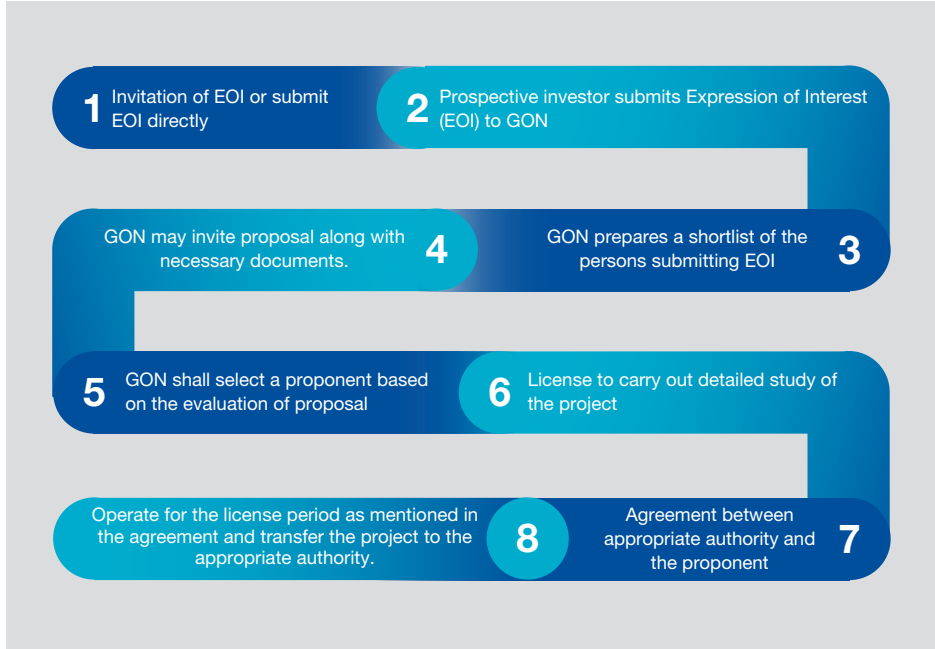 1 Invitation of EOI or submit
EOI directly
2 Prospective investor submits Expression of Interest
(EOI) to GON
3 GON prepares a shortlist of the
persons submitting EOI
4 GON may invite proposal along with
necessary documents.
5 GON shall select a proponent based
on the evaluation of proposal
6 License to carry out detailed study of
the project
7 Agreement between
appropriate authority and
the proponent
8 Operate for the license period as mentioned in
the agreement and transfer the project to the
appropriate authority.